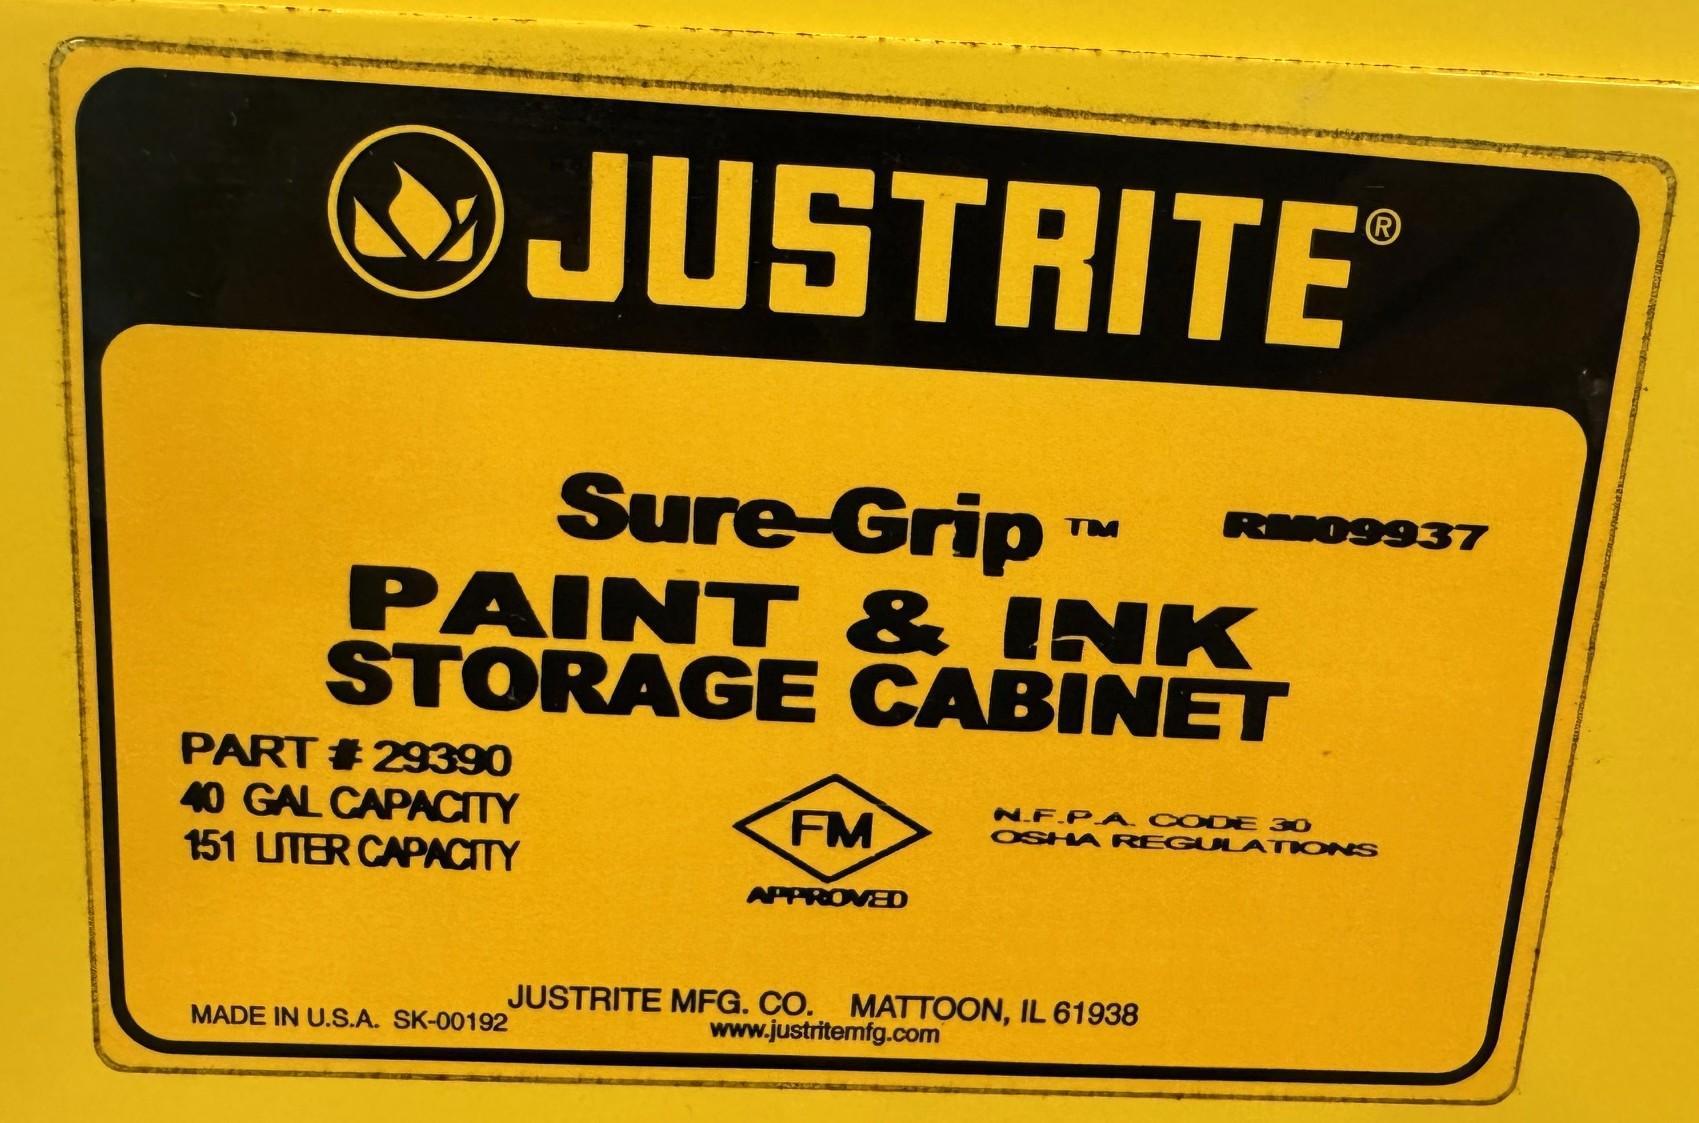 JUSTRITE®
Sure-Grip™ RM09937
PAINT & INK
STORAGE CABINET
PART # 29390
40 GAL CAPACITY
151 LITER CAPACITY
FM
APPROVED
N.F.P.A. CODE 30
OSHA REGULATIONS
MADE IN U.S.A. SK-00192
JUSTRITE MFG. CO. MATTOON, IL 61938
www.justritemfg.com